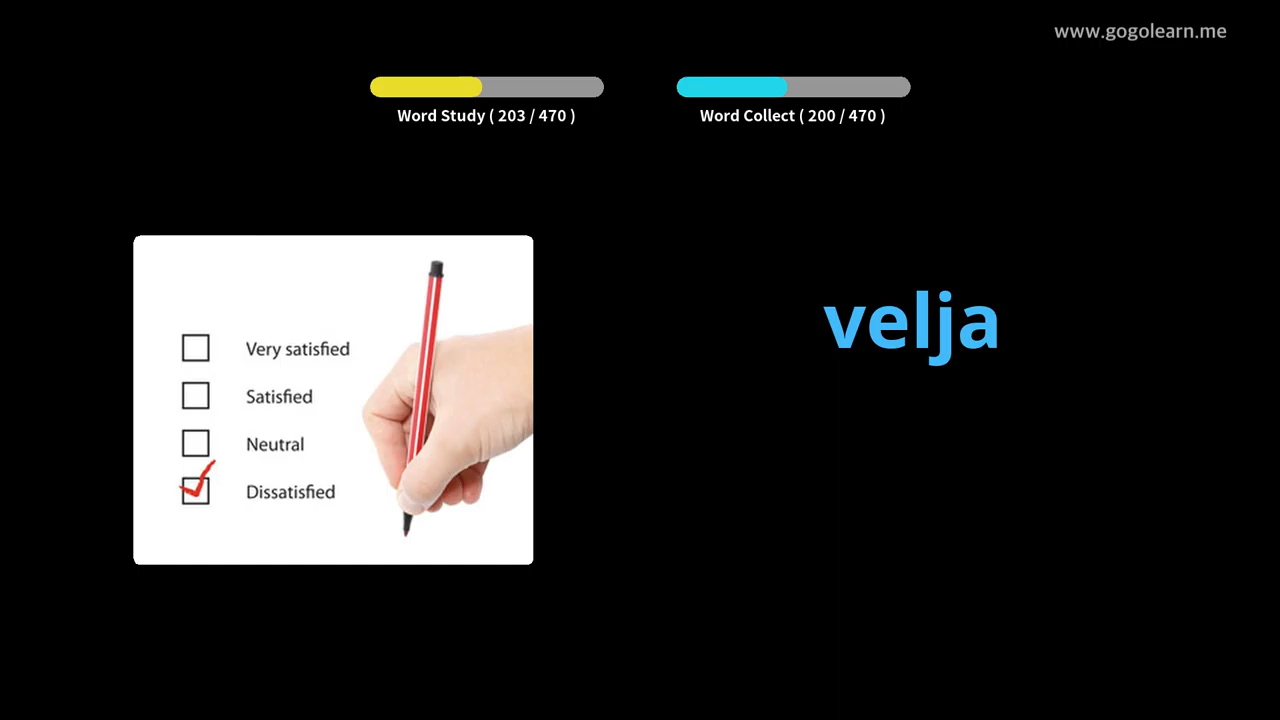 www.gogolearn.me
Word Study ( 203 / 470 )
Word Collect ( 200 / 470 )
Very satisfied
Satisfied
Neutral
Dissatisfied
velja